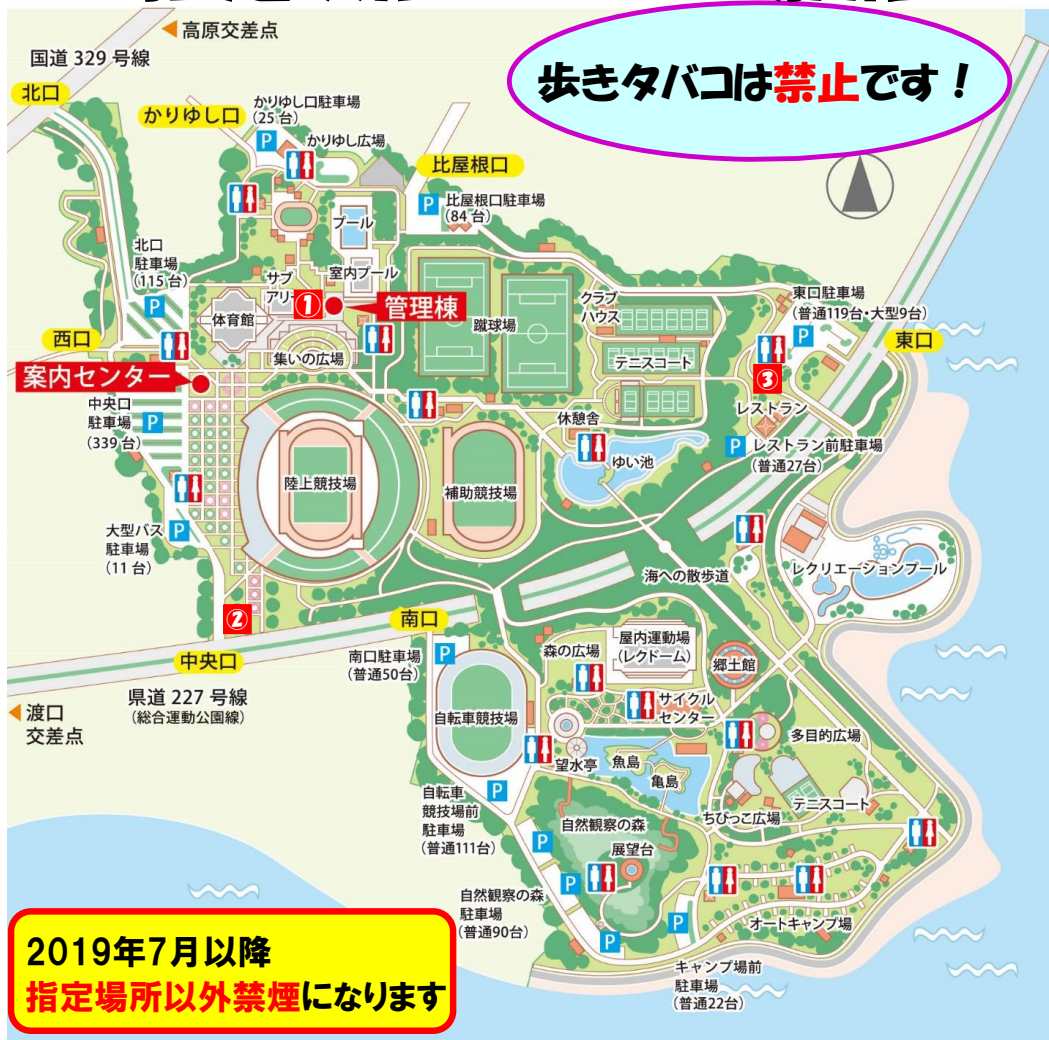 高原交差点
国道 329 号線
歩きタバコは禁止です！
北口
かりゆし口
かりゆし口駐車場
(25 台)
かりゆし広場
比屋根口
比屋根口駐車場
(84 台)
プール
北口
駐車場
(115 台)
サブ
アリ
室内プール
①
管理棟
体育館
蹴球場
クラブ
ハウス
東口駐車場
(普通119台・大型9台)
西口
東口
集いの広場
テニスコート
案内センター
③
中央口
駐車場
(339 台)
レストラン
休憩舎
レストラン前駐車場
(普通27台)
ゆい池
陸上競技場
補助競技場
大型バス
駐車場
(11 台)
海への散歩道
レクリエーションプール
②
南口
中央口
南口駐車場
(普通50台)
森の広場
屋内運動場
(レクドーム)
郷土館
県道 227 号線
(総合運動公園線)
渡口
交差点
自転車競技場
サイクル
センター
多目的広場
望水亭
魚島
亀島
テニスコート
ちびっこ広場
自転車
競技場前
駐車場
(普通111台)
自然観察の森
展望台
自然観察の森
駐車場
(普通90台)
オートキャンプ場
キャンプ場前
駐車場
(普通22台)
2019年7月以降
指定場所以外禁煙になります